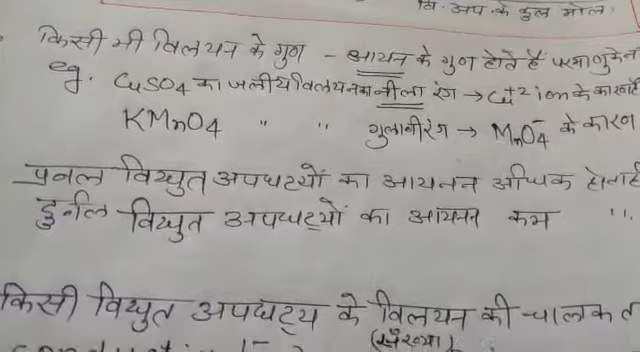 वि. अप. के कुल मोल
किसी भी विलयन के गुण - आयन के गुण होते हैं परमाणु के न
eg. CuSO4 का जलीय विलयन का नीला रंग → Cu+2 ion के कारण
KMnO4 " " गुलाबी रंग → MnO4- के कारण
प्रबल विद्युत अपघट्यों का आयनन अधिक होता है
दुर्बल विद्युत अपघट्यों का आयनन कम "
किसी विद्युत अपघट्य के विलयन की चालकत
(संख्या)